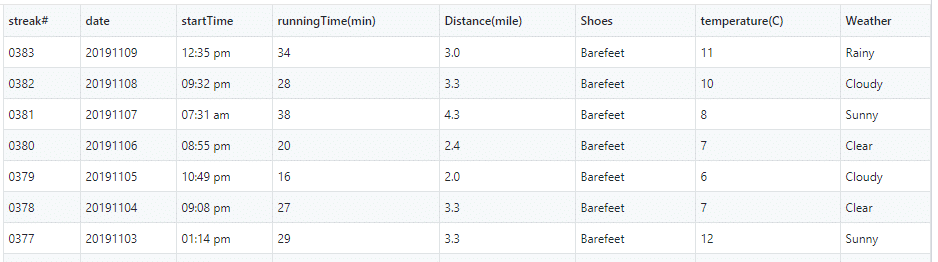 streak# date startTime runningTime(min) Distance(mile) Shoes temperature(C) Weather
0383 20191109 12:35 pm 34 3.0 Barefeet 11 Rainy
0382 20191108 09:32 pm 28 3.3 Barefeet 10 Cloudy
0381 20191107 07:31 am 38 4.3 Barefeet 8 Sunny
0380 20191106 08:55 pm 20 2.4 Barefeet 7 Clear
0379 20191105 10:49 pm 16 2.0 Barefeet 6 Cloudy
0378 20191104 09:08 pm 27 3.3 Barefeet 7 Clear
0377 20191103 01:14 pm 29 3.3 Barefeet 12 Sunny